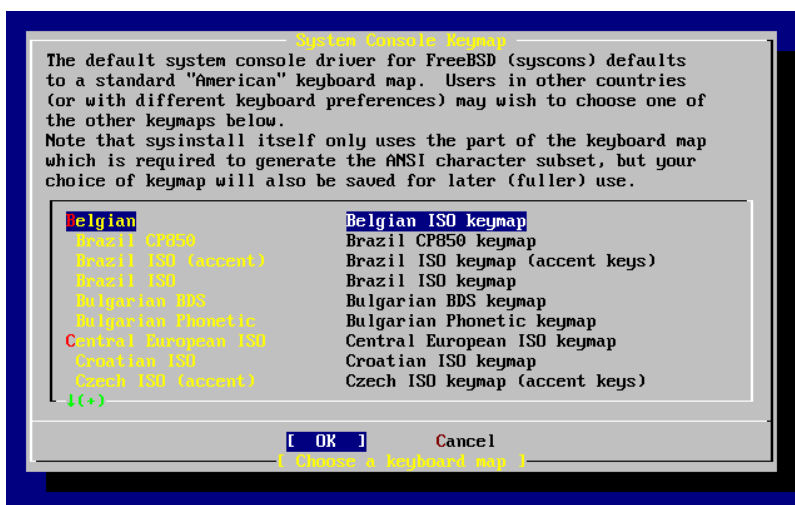 System Console Keymap
The default system console driver for FreeBSD (syscons) defaults
to a standard "American" keyboard map.  Users in other countries
(or with different keyboard preferences) may wish to choose one of
the other keymaps below.
Note that sysinstall itself only uses the part of the keyboard map
which is required to generate the ANSI character subset, but your
choice of keymap will also be saved for later (fuller) use.
Belgian Belgian ISO keymap
Brazil CP850 Brazil CP850 keymap
Brazil ISO (accent) Brazil ISO keymap (accent keys)
Brazil ISO Brazil ISO keymap
Bulgarian BDS Bulgarian BDS keymap
Bulgarian Phonetic Bulgarian Phonetic keymap
Central European ISO Central European ISO keymap
Croatian ISO Croatian ISO keymap
Czech ISO (accent) Czech ISO keymap (accent keys)
↓(+)
[ OK ] Cancel
[ Choose a keyboard map ]